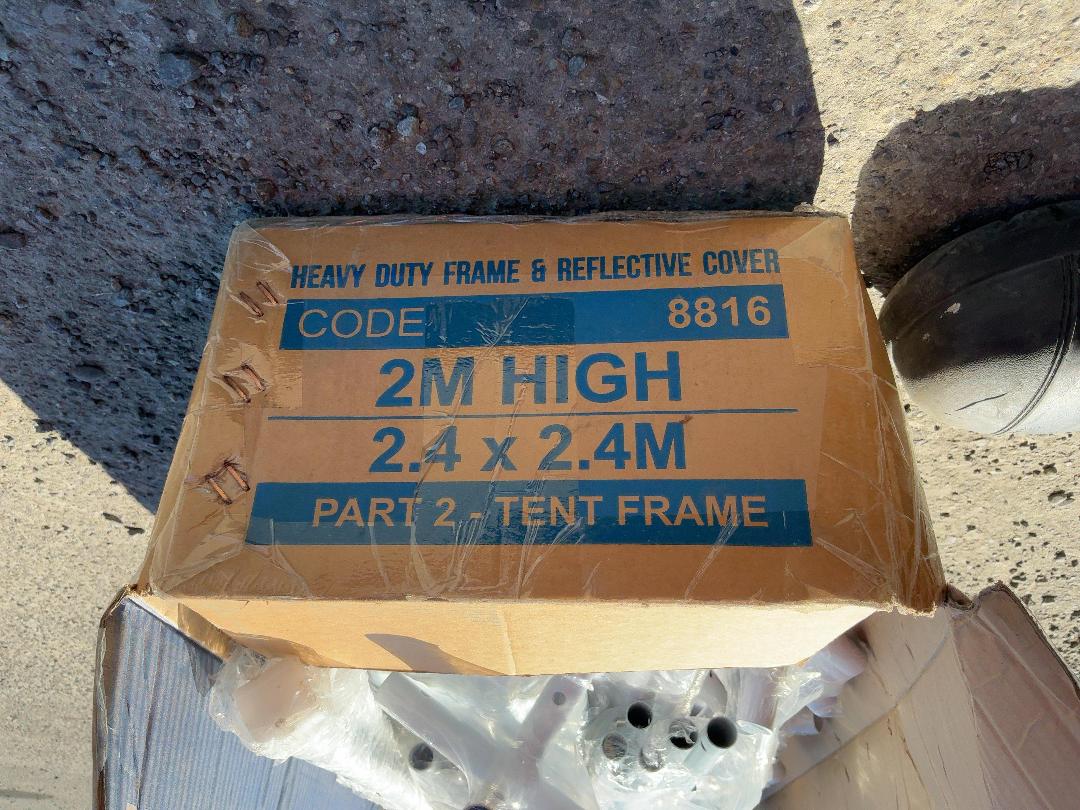 HEAVY DUTY FRAME & REFLECTIVE COVER
CODE 8816
2M HIGH
2.4 x 2.4M
PART 2 - TENT FRAME